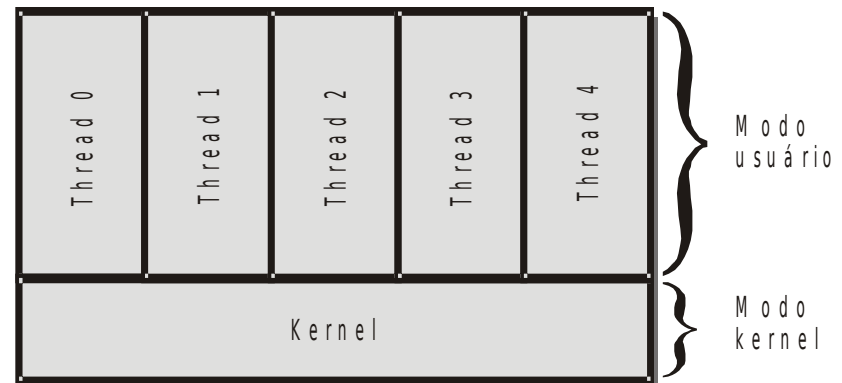 Thread 0
Thread 1
Thread 2
Thread 3
Thread 4
Modo
usuário
Kernel
Modo
kernel